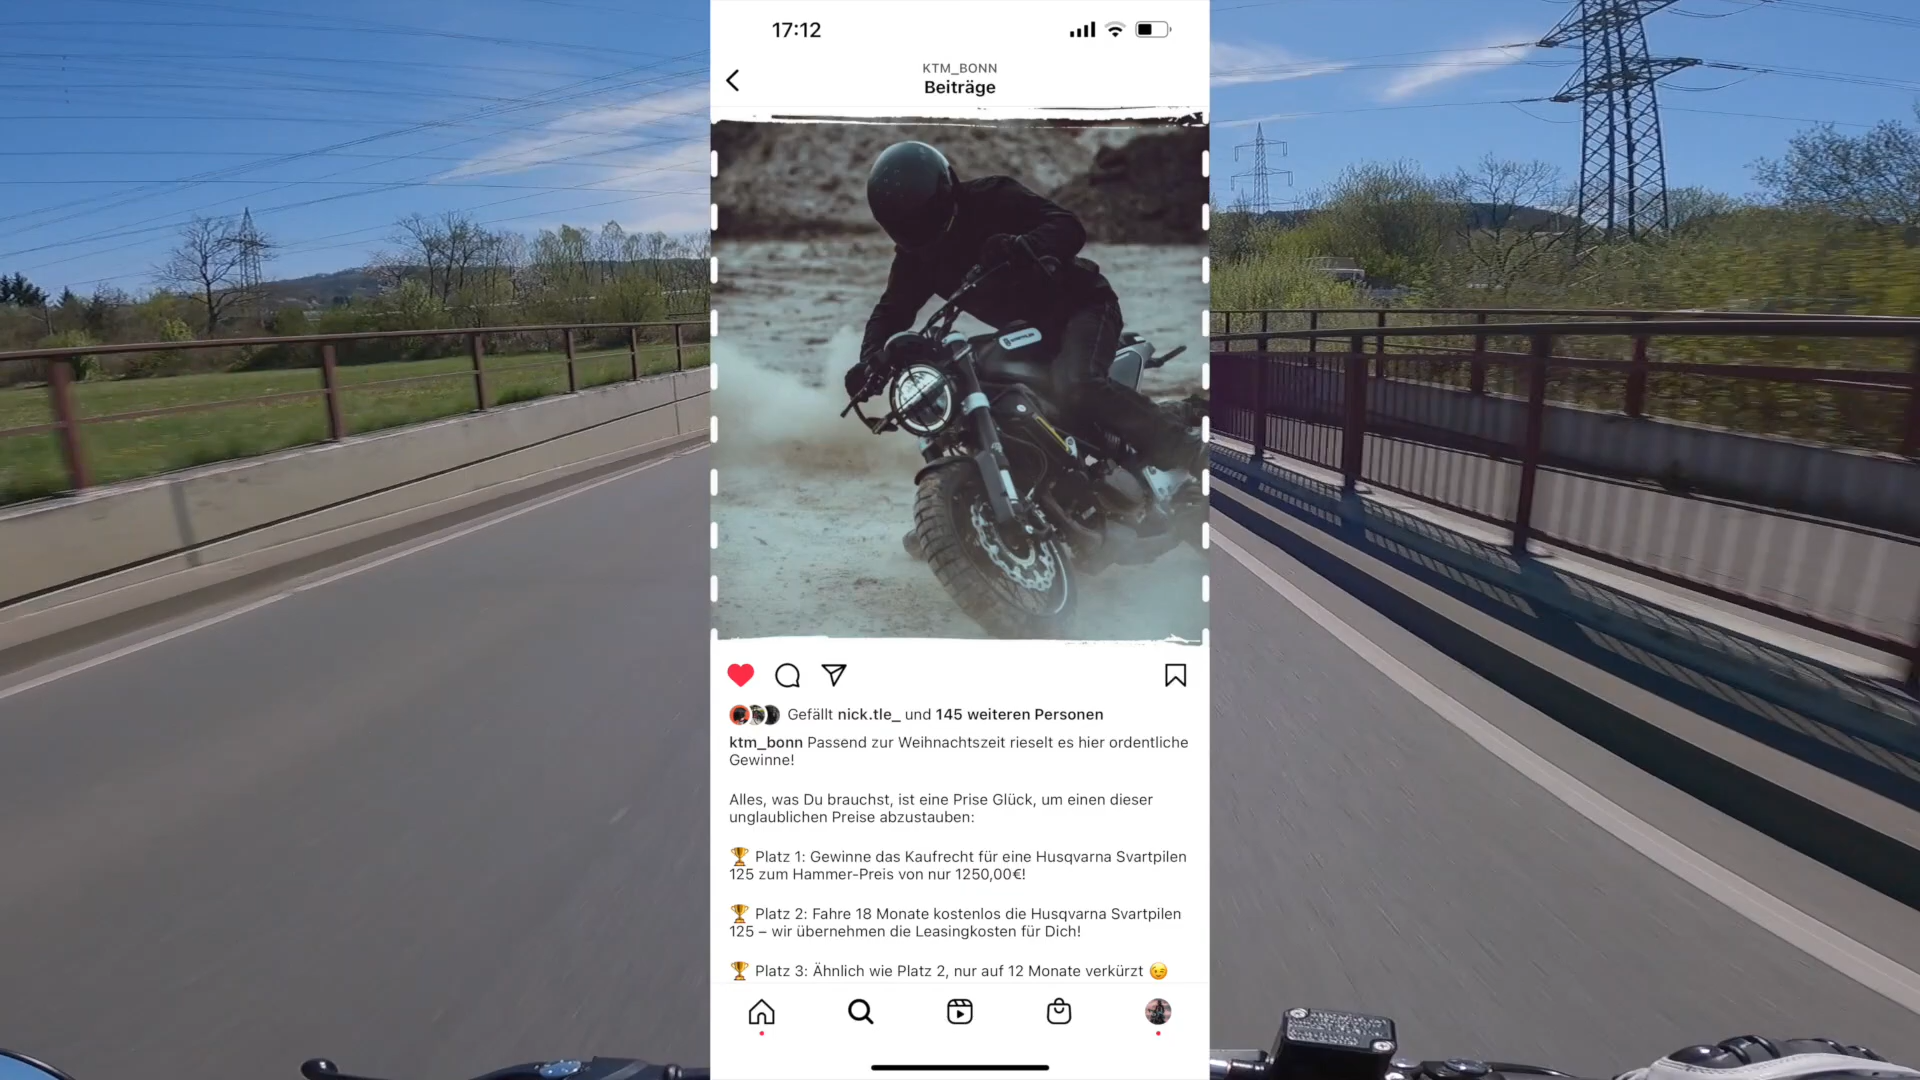 17:12
KTM_BONN
Beiträge
Gefällt nick.tle_ und 145 weiteren Personen
ktm_bonn Passend zur Weihnachtszeit rieselt es hier ordentliche
Gewinne!
Alles, was Du brauchst, ist eine Prise Glück, um einen dieser
unglaublichen Preise abzustauben:
🏆 Platz 1: Gewinne das Kaufrecht für eine Husqvarna Svartpilen
125 zum Hammer-Preis von nur 1250,00€!
🏆 Platz 2: Fahre 18 Monate kostenlos die Husqvarna Svartpilen
125 – wir übernehmen die Leasingkosten für Dich!
🏆 Platz 3: Ähnlich wie Platz 2, nur auf 12 Monate verkürzt 😉